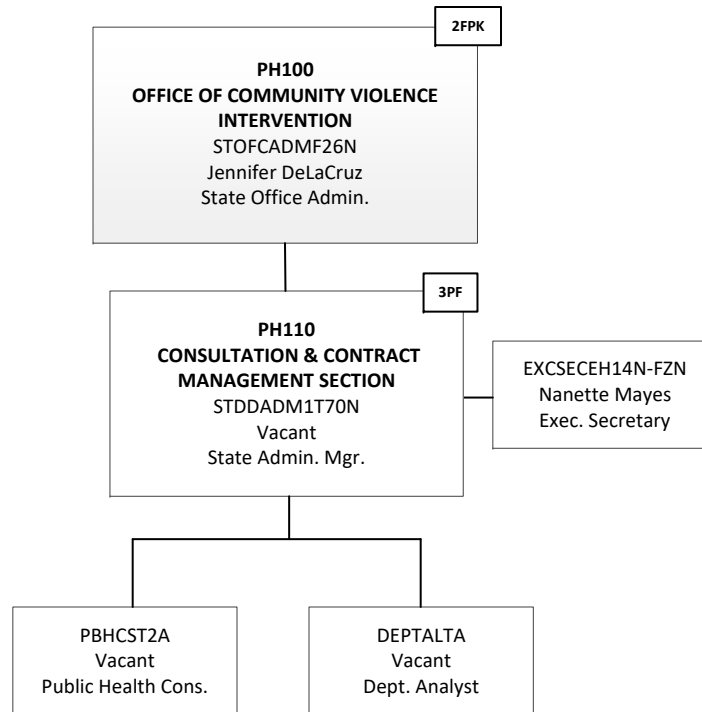 2FPK
PH100
OFFICE OF COMMUNITY VIOLENCE
INTERVENTION
STOFCADMF26N
Jennifer DeLaCruz
State Office Admin.
3PF
PH110
CONSULTATION & CONTRACT
MANAGEMENT SECTION
STDDADM1T70N
Vacant
State Admin. Mgr.
EXCSECEH14N-FZN
Nanette Mayes
Exec. Secretary
PBHCST2A
Vacant
Public Health Cons.
DEPTALTA
Vacant
Dept. Analyst